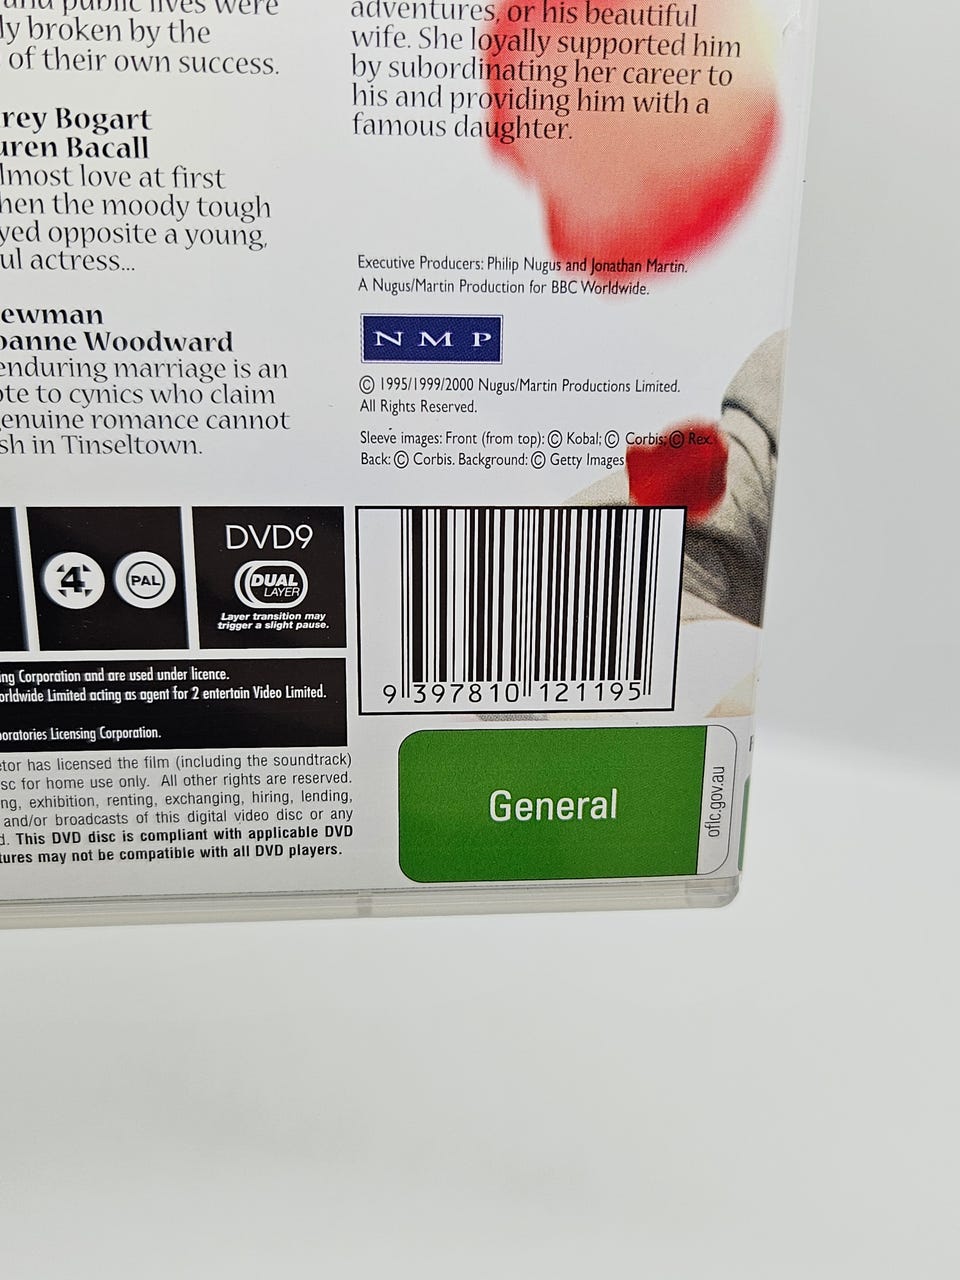 and public lives were
ly broken by the
of their own success.
rey Bogart
uren Bacall
lmost love at first
hen the moody tough
yed opposite a young,
ul actress...
ewman
oanne Woodward
enduring marriage is an
ote to cynics who claim
enuine romance cannot
sh in Tinseltown.
adventures, or his beautiful
wife. She loyally supported him
by subordinating her career to
his and providing him with a
famous daughter.
Executive Producers: Philip Nugus and Jonathan Martin.
A Nugus/Martin Production for BBC Worldwide.
NMP
© 1995/1999/2000 Nugus/Martin Productions Limited.
All Rights Reserved.
Sleeve images: Front (from top): © Kobal; © Corbis; © Rex.
Back: © Corbis. Background: © Getty Images
4
PAL
DVD9
DUAL
LAYER
Layer transition may
trigger a slight pause.
9 397810 121195
ng Corporation and are used under licence.
orldwide Limited acting as agent for 2 entertain Video Limited.
oratories Licensing Corporation.
etor has licensed the film (including the soundtrack)
sc for home use only. All other rights are reserved.
ng, exhibition, renting, exchanging, hiring, lending,
and/or broadcasts of this digital video disc or any
d. This DVD disc is compliant with applicable DVD
tures may not be compatible with all DVD players.
General
oflc.gov.au